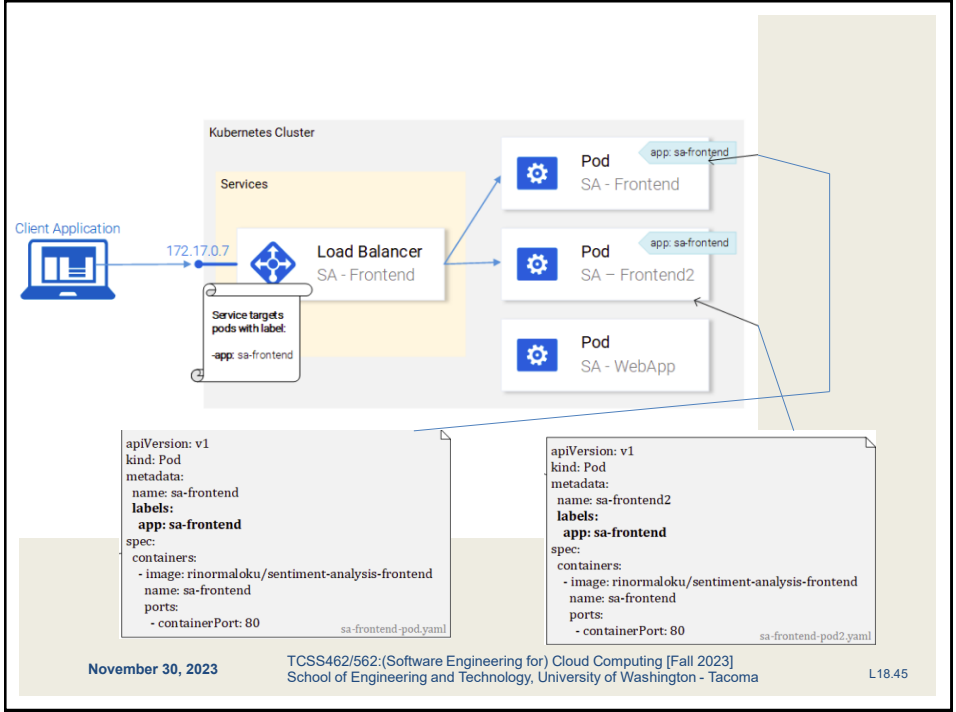 Kubernetes Cluster
Services
Client Application
172.17.0.7
Load Balancer
SA - Frontend
Service targets
pods with label:
-app: sa-frontend
Pod
app: sa-frontend
SA - Frontend
Pod
app: sa-frontend
SA – Frontend2
Pod
SA - WebApp
apiVersion: v1
kind: Pod
metadata:
name: sa-frontend
labels:
app: sa-frontend
spec:
containers:
- image: rinormaloku/sentiment-analysis-frontend
name: sa-frontend
ports:
- containerPort: 80
sa-frontend-pod.yaml
apiVersion: v1
kind: Pod
metadata:
name: sa-frontend2
labels:
app: sa-frontend
spec:
containers:
- image: rinormaloku/sentiment-analysis-frontend
name: sa-frontend
ports:
- containerPort: 80
sa-frontend-pod2.yaml
November 30, 2023
TCSS462/562:(Software Engineering for) Cloud Computing [Fall 2023]
School of Engineering and Technology, University of Washington - Tacoma
L18.45